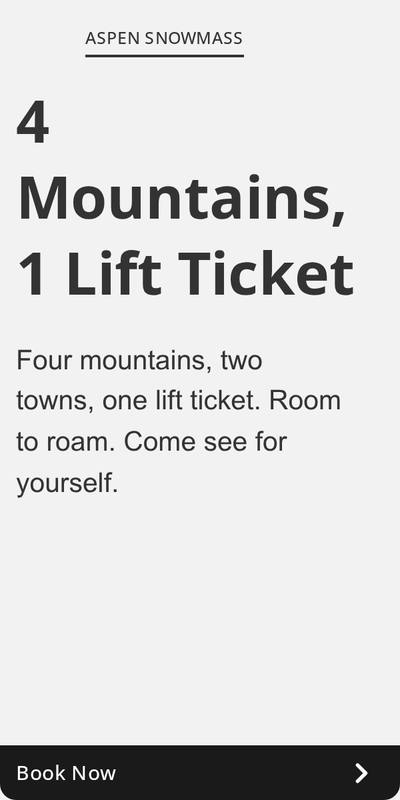 ASPEN SNOWMASS
4
Mountains,
1 Lift Ticket
Four mountains, two
towns, one lift ticket. Room
to roam. Come see for
yourself.
Book Now